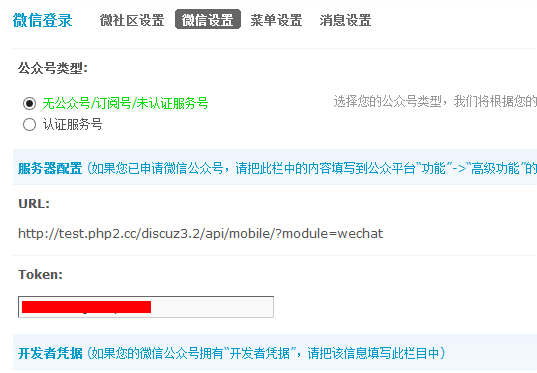 微信登录 微社区设置 微信设置 菜单设置 消息设置
公众号类型:
无公众号/订阅号/未认证服务号 选择您的公众号类型，我们将根据您的
认证服务号
服务器配置 (如果您已申请微信公众号，请把此栏中的内容填写到公众平台“功能”->“高级功能”的
URL:
http://test.php2.cc/discuz3.2/api/mobile/?module=wechat
Token:
开发者凭据 (如果您的微信公众号拥有“开发者凭据”，请把该信息填写此栏目中)